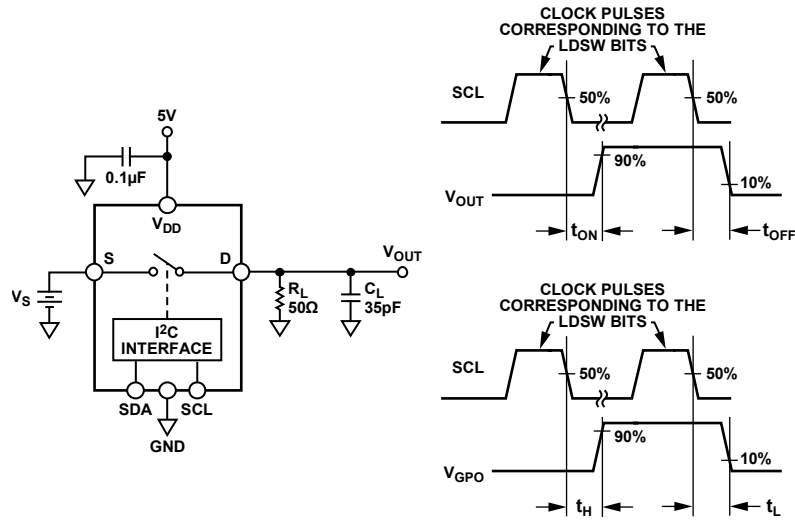 5V
0.1µF
VDD
S
D
VOUT
VS
RL
50Ω
CL
35pF
I2C
INTERFACE
SDA
SCL
GND
CLOCK PULSES
CORRESPONDING TO THE
LDSW BITS
SCL
50%
50%
90%
10%
VOUT
tON
tOFF
CLOCK PULSES
CORRESPONDING TO THE
LDSW BITS
SCL
50%
50%
90%
10%
VGPO
tH
tL